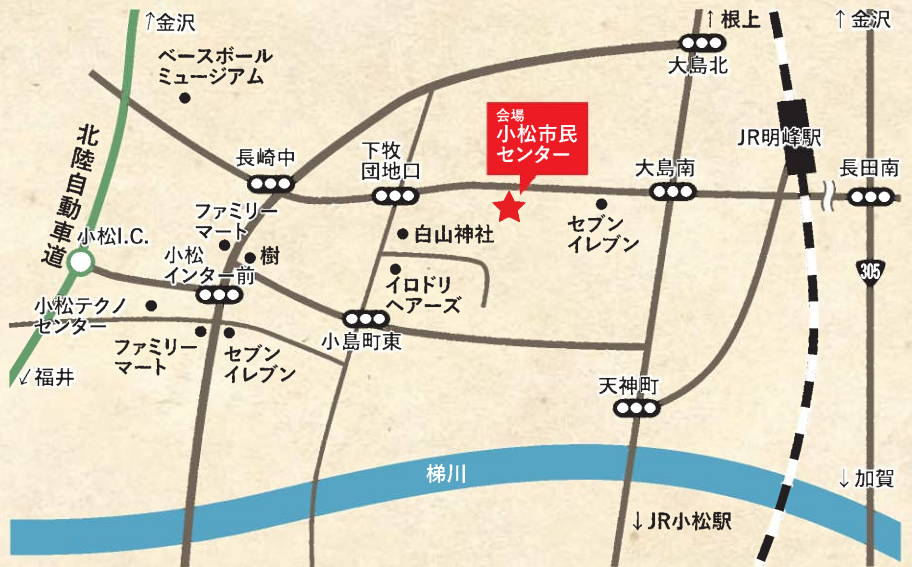 ↑金沢
↑根上
↑金沢
ベースボール
ミュージアム
大島北
会場
小松市民
センター
北陸自動車道
長崎中
下牧
団地口
大島南
JR明峰駅
長田南
ファミリー
マート
白山神社
セブン
イレブン
小松I.C.
小松
インター前
樹
イロドリ
ヘアーズ
305
小松テクノ
センター
ファミリー
マート
セブン
イレブン
小島町東
↙福井
天神町
梯川
↓加賀
↓JR小松駅